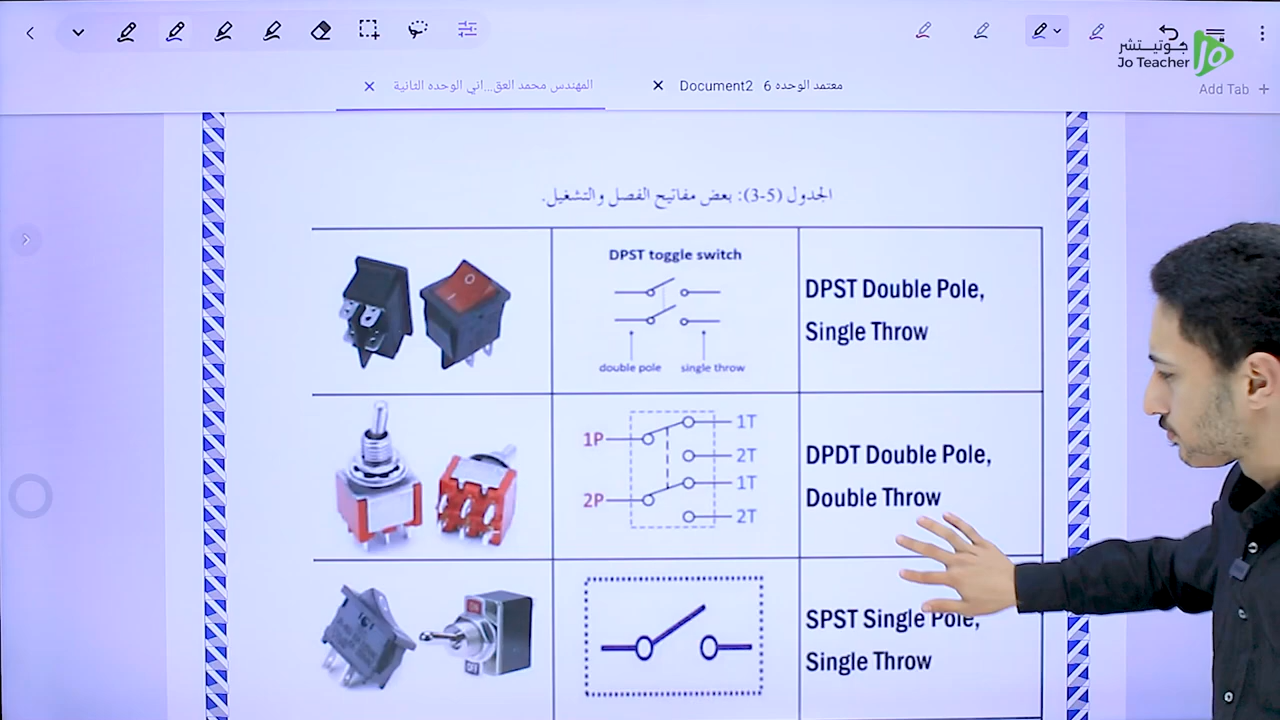 جوتيتشر
Jo Teacher
المهندس محمد العق...اني الوحده الثانية
Document2 معتمد الوحده 6
Add Tab
الجدول (5-3): بعض مفاتيح الفصل والتشغيل.
DPST toggle switch
double pole
single throw
DPST Double Pole,
Single Throw
1P
2P
1T
2T
1T
2T
DPDT Double Pole,
Double Throw
ON
OFF
SPST Single Pole,
Single Throw